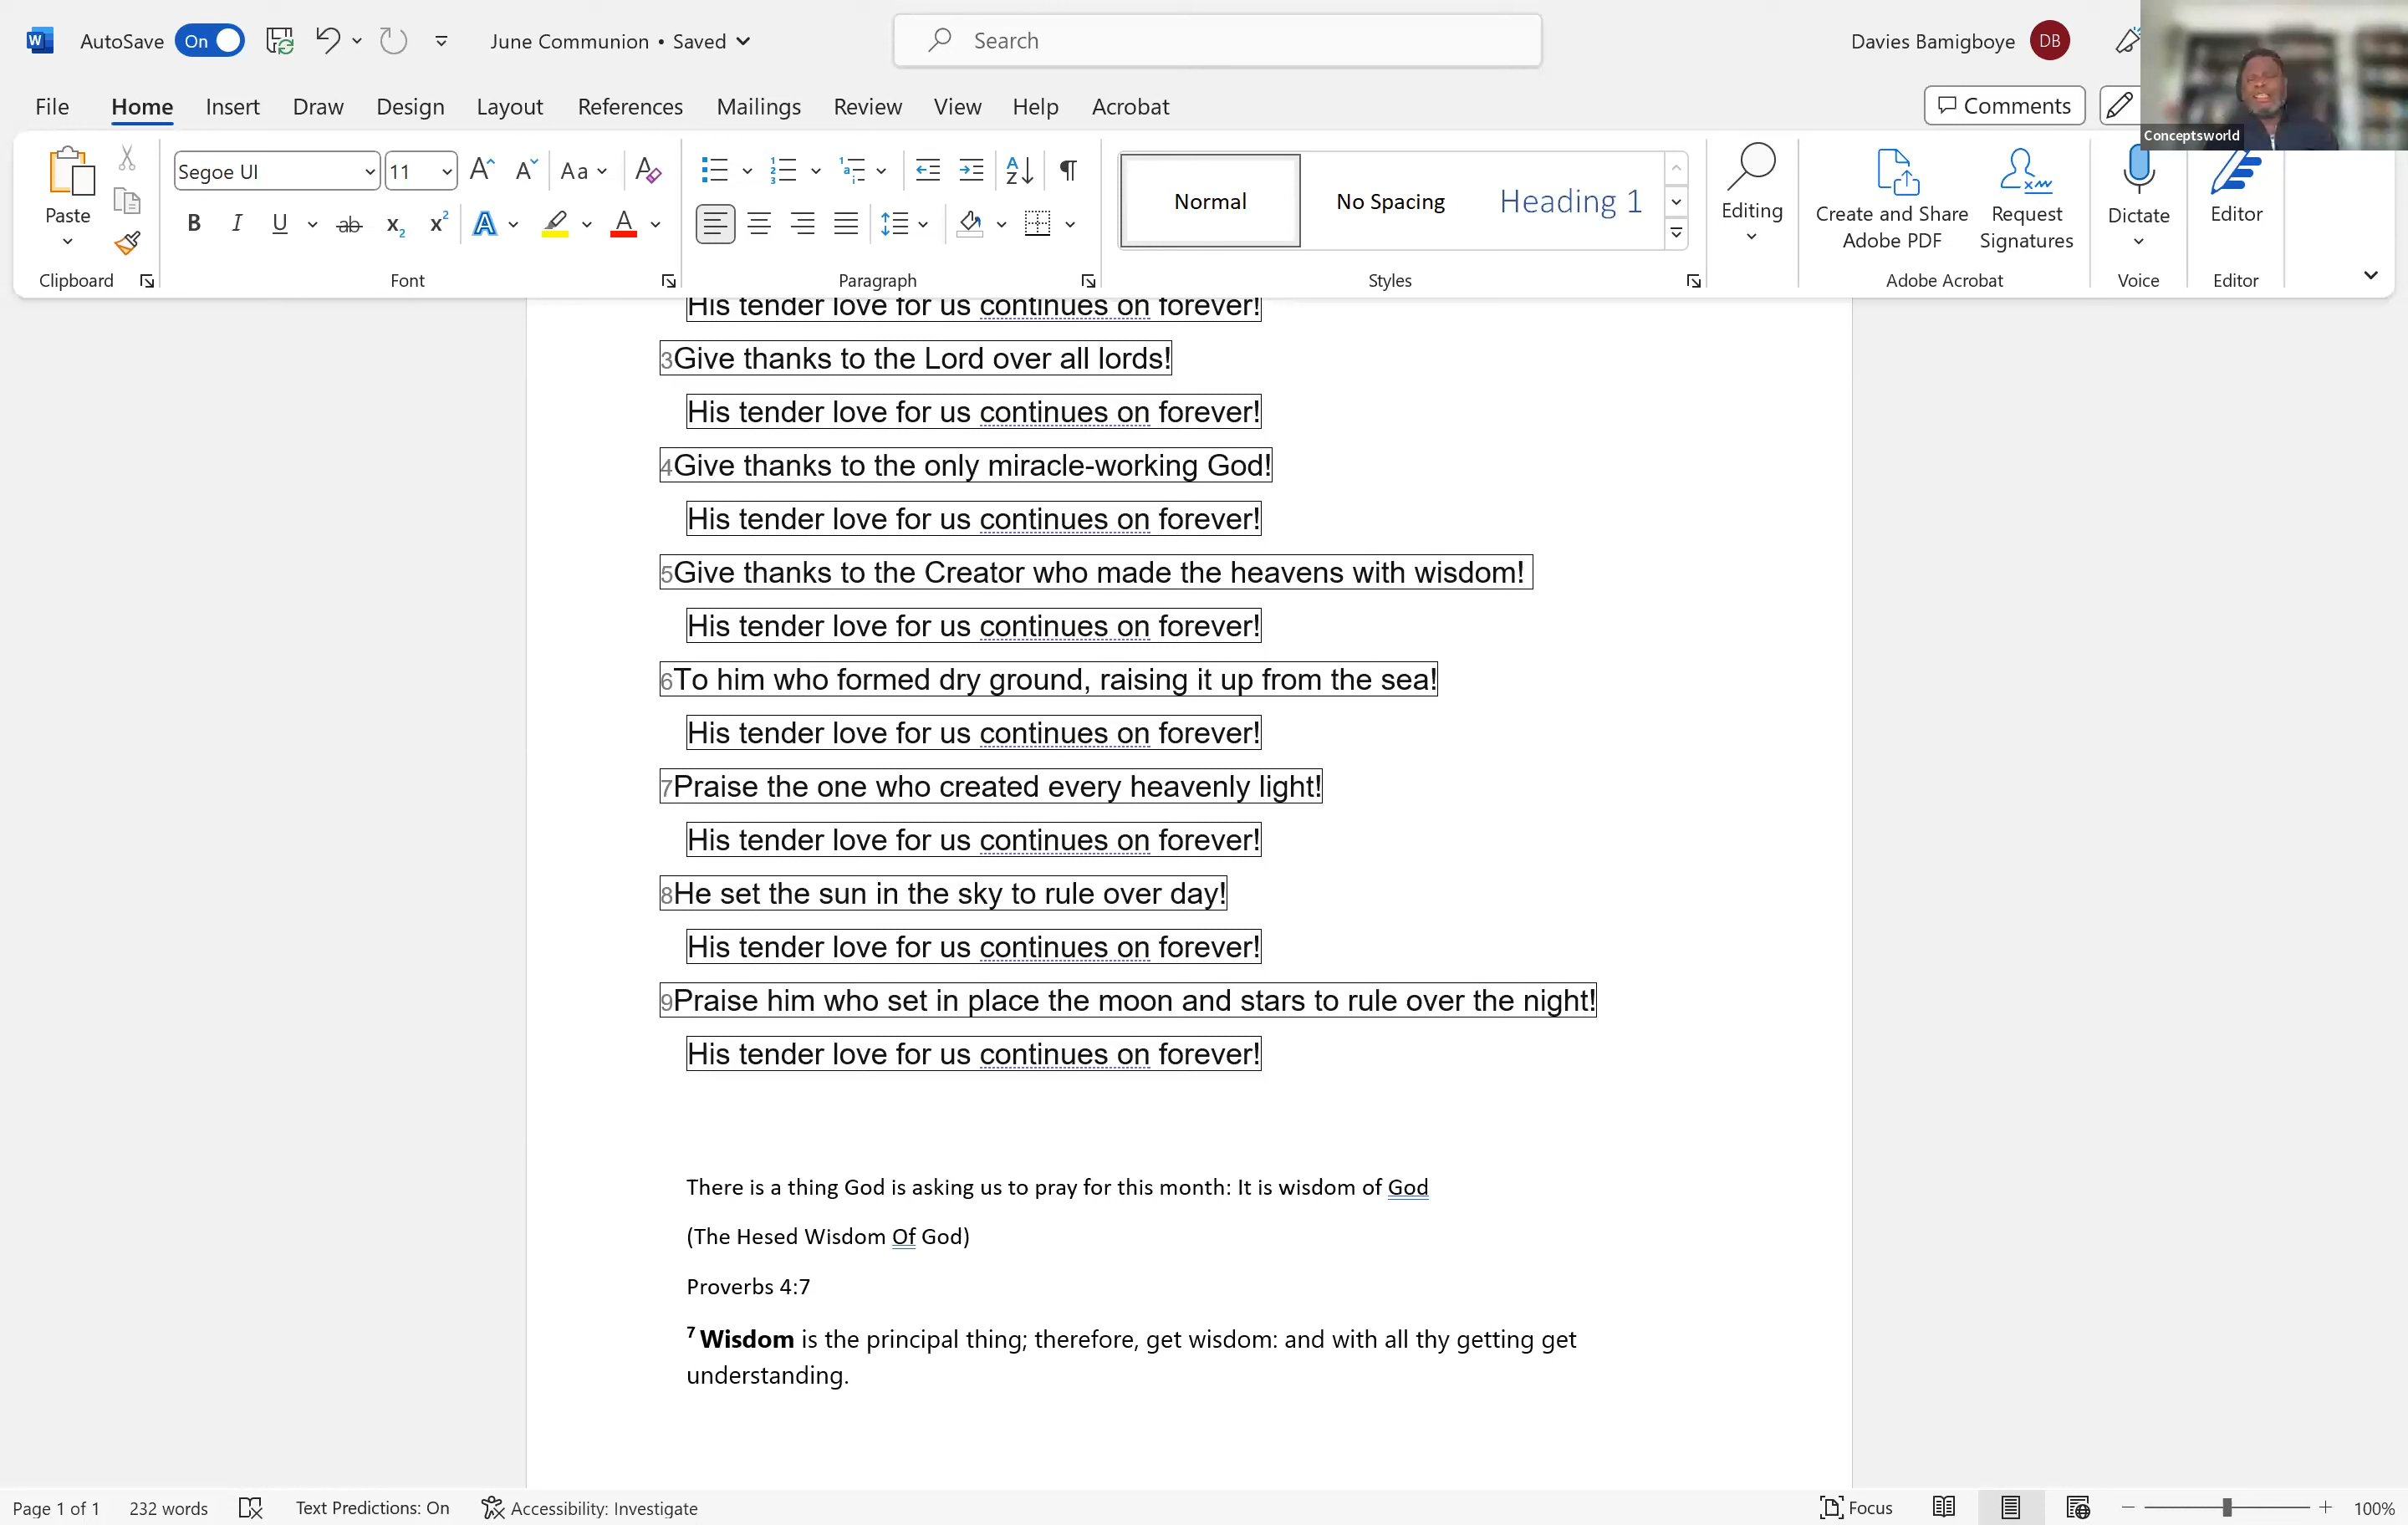 AutoSave On June Communion • Saved Search Davies Bamigboye DB
File Home Insert Draw Design Layout References Mailings Review View Help Acrobat Comments
Conceptsworld
Paste
Clipboard
Segoe UI 11 Aa
B I U ab x2 x2 A A
Font
Paragraph
Normal No Spacing Heading 1
Styles
Editing
Create and Share Adobe PDF
Request Signatures
Adobe Acrobat
Dictate
Voice
Editor
Editor
His tender love for us continues on forever!
3Give thanks to the Lord over all lords!
His tender love for us continues on forever!
4Give thanks to the only miracle-working God!
His tender love for us continues on forever!
5Give thanks to the Creator who made the heavens with wisdom!
His tender love for us continues on forever!
6To him who formed dry ground, raising it up from the sea!
His tender love for us continues on forever!
7Praise the one who created every heavenly light!
His tender love for us continues on forever!
8He set the sun in the sky to rule over day!
His tender love for us continues on forever!
9Praise him who set in place the moon and stars to rule over the night!
His tender love for us continues on forever!
There is a thing God is asking us to pray for this month: It is wisdom of God
(The Hesed Wisdom Of God)
Proverbs 4:7
7 Wisdom is the principal thing; therefore, get wisdom: and with all thy getting get
understanding.
Page 1 of 1 232 words Text Predictions: On Accessibility: Investigate Focus 100%